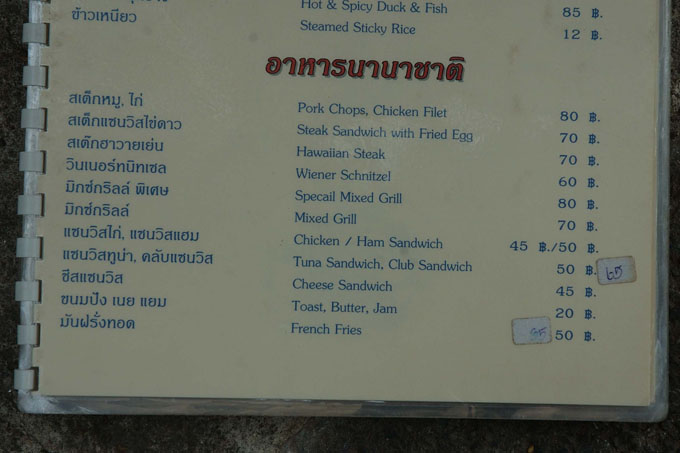 Hot & Spicy Duck & Fish 85 ฿.
ข้าวเหนียว Steamed Sticky Rice 12 ฿.
อาหารนานาชาติ
สเต็กหมู, ไก่ Pork Chops, Chicken Filet 80 ฿.
สเต็กแซนวิสไข่ดาว Steak Sandwich with Fried Egg 70 ฿.
สเต๊กฮาวายเย่น Hawaiian Steak 70 ฿.
วินเนอร์ทนิทเซล Wiener Schnitzel 60 ฿.
มิกซ์กริลล์ พิเศษ Specail Mixed Grill 80 ฿.
มิกซ์กริลล์ Mixed Grill 70 ฿.
แซนวิสไก่, แซนวิสแฮม Chicken / Ham Sandwich 45 ฿./50 ฿.
แซนวิสทูน่า, คลับแซนวิส Tuna Sandwich, Club Sandwich 50 ฿. 65
ชีสแซนวิส Cheese Sandwich 45 ฿.
ขนมปัง เนย แยม Toast, Butter, Jam 20 ฿.
มันฝรั่งทอด French Fries 50 ฿.